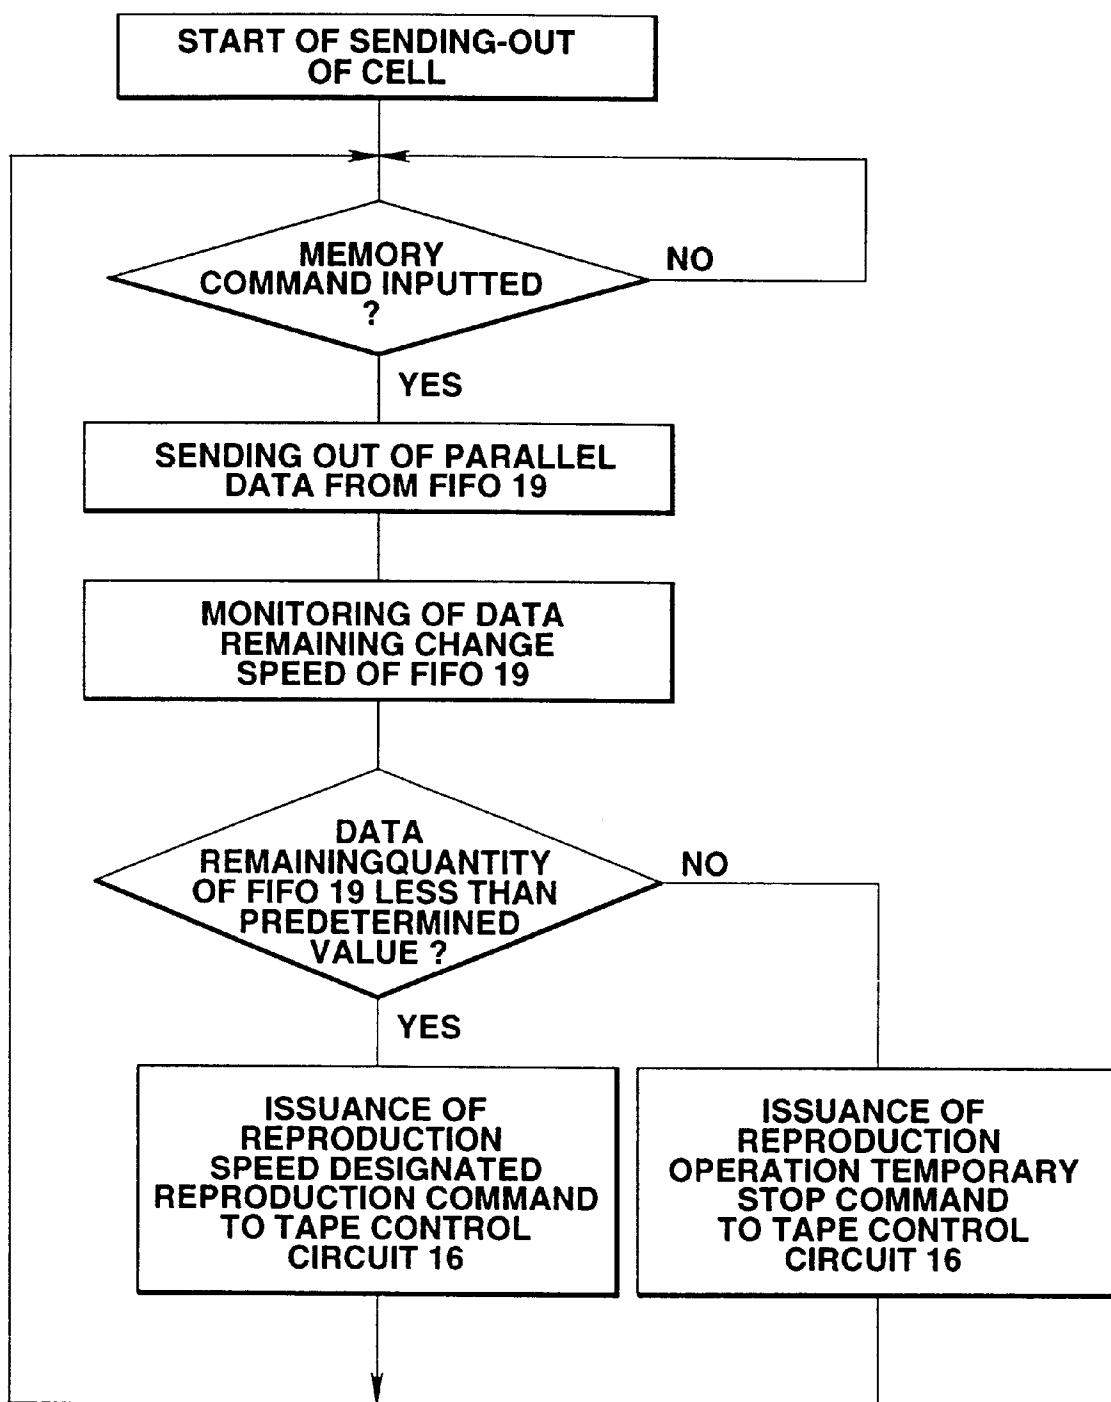 START OF SENDING-OUT
OF CELL
MEMORY
COMMAND INPUTTED
?
NO
YES
SENDING OUT OF PARALLEL
DATA FROM FIFO 19
MONITORING OF DATA
REMAINING CHANGE
SPEED OF FIFO 19
DATA
REMAININGQUANTITY
OF FIFO 19 LESS THAN
PREDETERMINED
VALUE ?
NO
YES
ISSUANCE OF
REPRODUCTION
SPEED DESIGNATED
REPRODUCTION COMMAND
TO TAPE CONTROL
CIRCUIT 16
ISSUANCE OF
REPRODUCTION
OPERATION TEMPORARY
STOP COMMAND
TO TAPE CONTROL
CIRCUIT 16